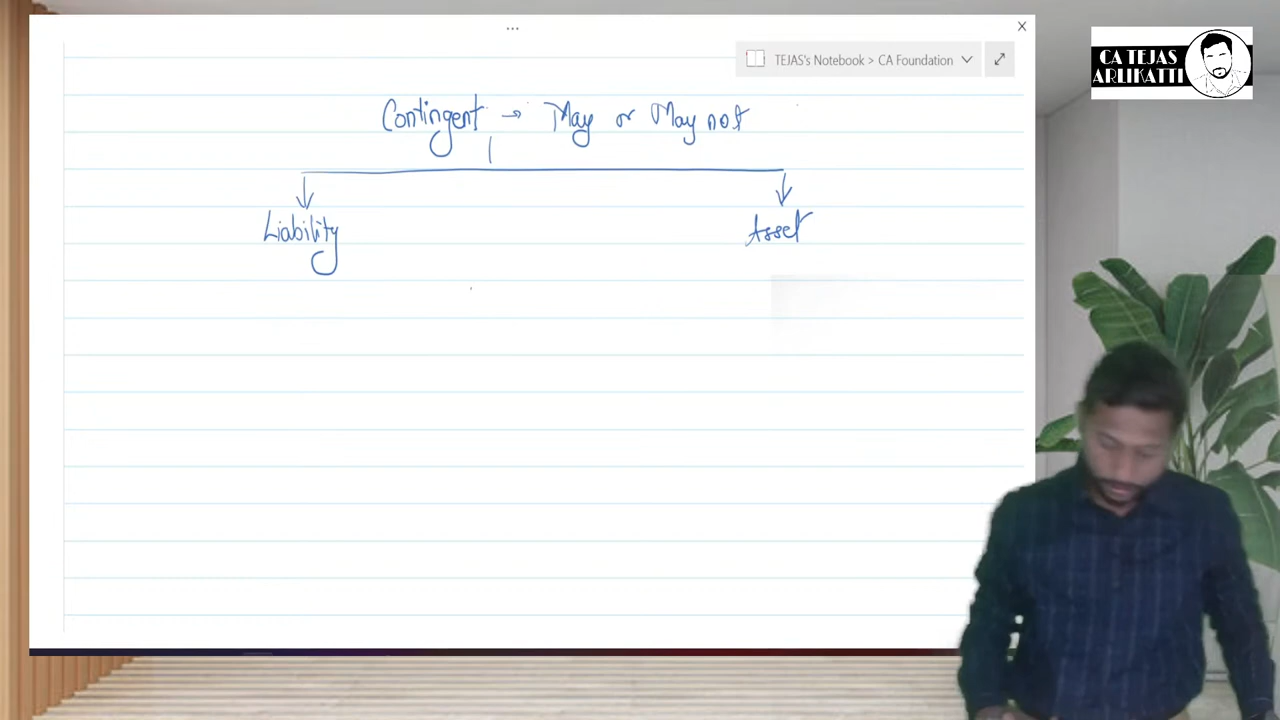 ...
X
CA TEJAS
ARLIKATTI
TEJAS's Notebook > CA Foundation
Contingent → May or May not
Liability
Asset